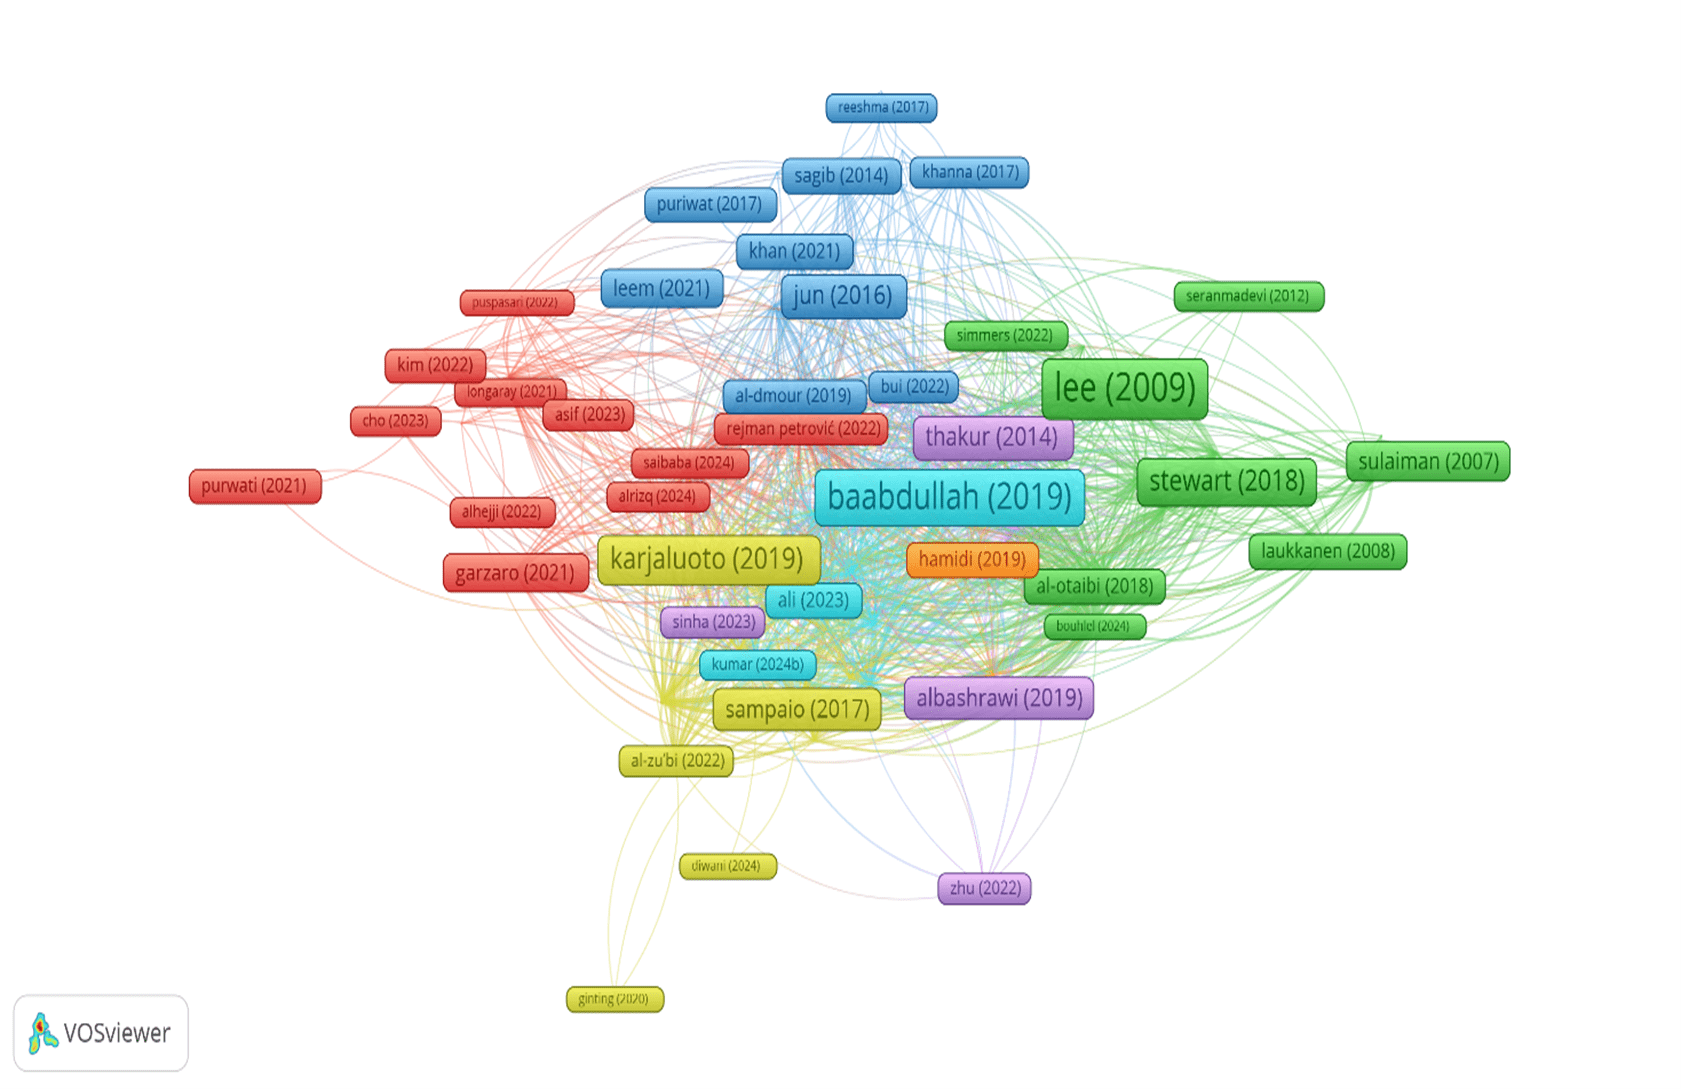 reeshma (2017)
sagib (2014)
khanna (2017)
puriwat (2017)
khan (2021)
leem (2021)
jun (2016)
puspasari (2022)
seranmadevi (2012)
simmers (2022)
kim (2022)
longaray (2021)
lee (2009)
al-dmour (2019)
bui (2022)
cho (2023)
asif (2023)
rejman petrović (2022)
thakur (2014)
saibaba (2024)
sulaiman (2007)
purwati (2021)
alrizq (2024)
baabdullah (2019)
stewart (2018)
alhejji (2022)
karjaluoto (2019)
hamidi (2019)
laukkanen (2008)
garzaro (2021)
al-otaibi (2018)
ali (2023)
sinha (2023)
bouhlel (2024)
kumar (2024b)
sampaio (2017)
albashrawi (2019)
al-zu'bi (2022)
diwani (2024)
zhu (2022)
ginting (2020)
VOSviewer